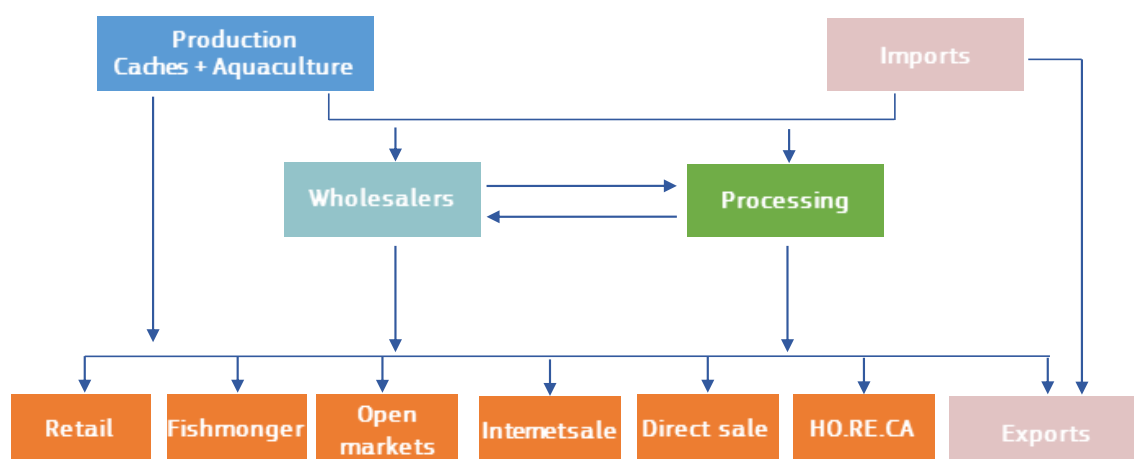 Production
Caches + Aquaculture
Imports
Wholesalers
Processing
Retail
Fishmonger
Open
markets
Internetsale
Direct sale
HO.RE.CA
Exports